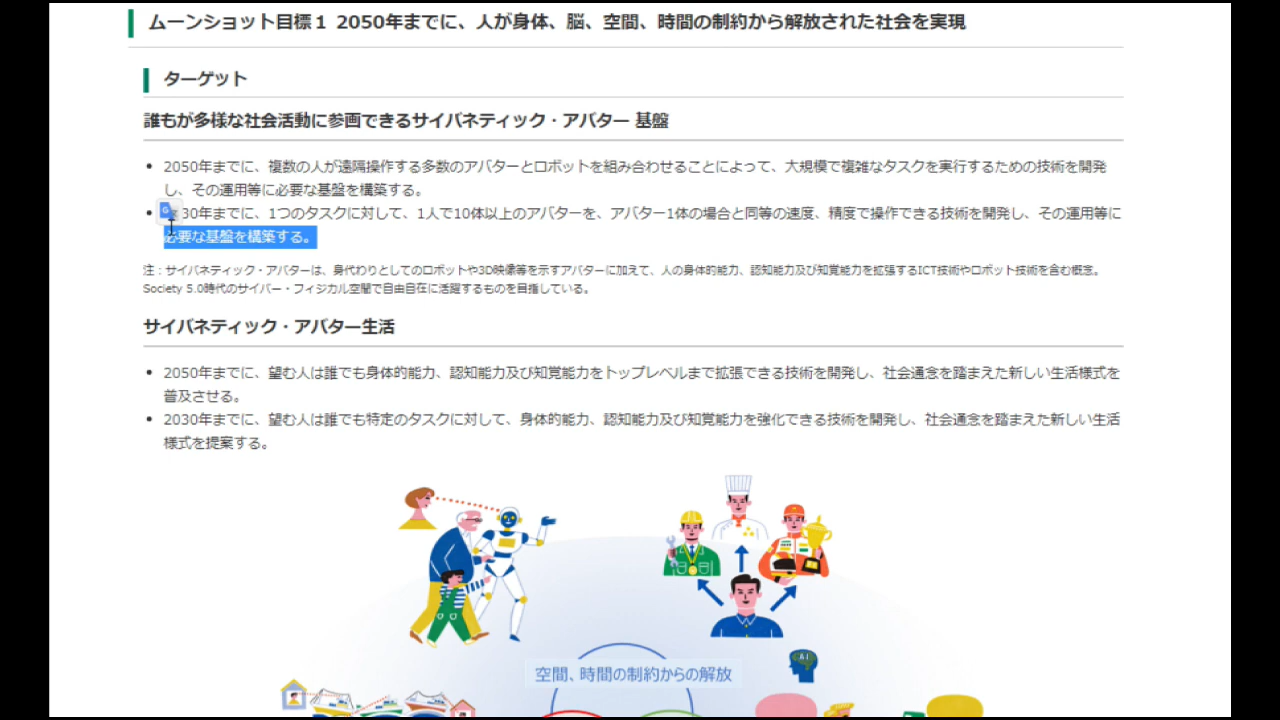 ムーンショット目標１ 2050年までに、人が身体、脳、空間、時間の制約から解放された社会を実現
ターゲット
誰もが多様な社会活動に参画できるサイバネティック・アバター 基盤
2050年までに、複数の人が遠隔操作する多数のアバターとロボットを組み合わせることによって、大規模で複雑なタスクを実行するための技術を開発
し、その運用等に必要な基盤を構築する。
30年までに、1つのタスクに対して、1人で10体以上のアバターを、アバター1体の場合と同等の速度、精度で操作できる技術を開発し、その運用等に
必要な基盤を構築する。
注：サイバネティック・アバターは、身代わりとしてのロボットや3D映像等を示すアバターに加えて、人の身体的能力、認知能力及び知覚能力を拡張するICT技術やロボット技術を含む概念。
Society 5.0時代のサイバー・フィジカル空間で自由自在に活躍するものを目指している。
サイバネティック・アバター生活
2050年までに、望む人は誰でも身体的能力、認知能力及び知覚能力をトップレベルまで拡張できる技術を開発し、社会通念を踏まえた新しい生活様式を
普及させる。
2030年までに、望む人は誰でも特定のタスクに対して、身体的能力、認知能力及び知覚能力を強化できる技術を開発し、社会通念を踏まえた新しい生活
様式を提案する。
AI
空間、時間の制約からの解放